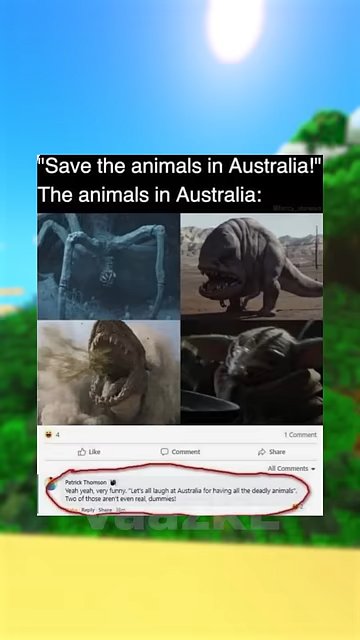 "Save the animals in Australia!"
The animals in Australia:
4
1 Comment
Like
Comment
Share
All Comments
Patrick Thomson
Yeah yeah, very funny. "Let's all laugh at Australia for having all the deadly animals".
Two of those aren't even real, dummies!
Reply · Share